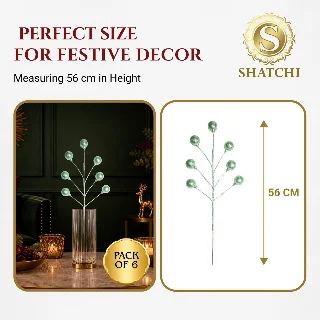 PERFECT SIZE
FOR FESTIVE DECOR
Measuring 56 cm in Height
S
SHATCHI
PACK
OF 6
56 CM